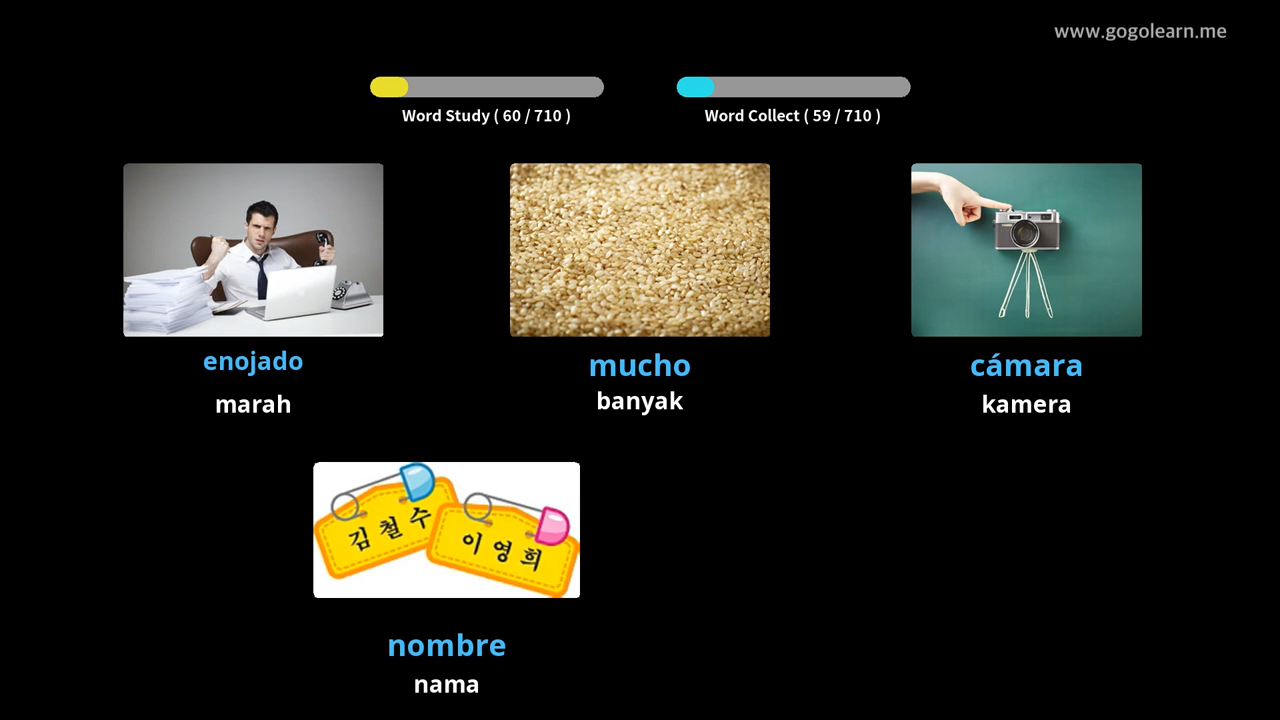 www.gogolearn.me
Word Study ( 60 / 710 )
Word Collect ( 59 / 710 )
enojado
marah
mucho
banyak
cámara
kamera
김철수
이영희
nombre
nama